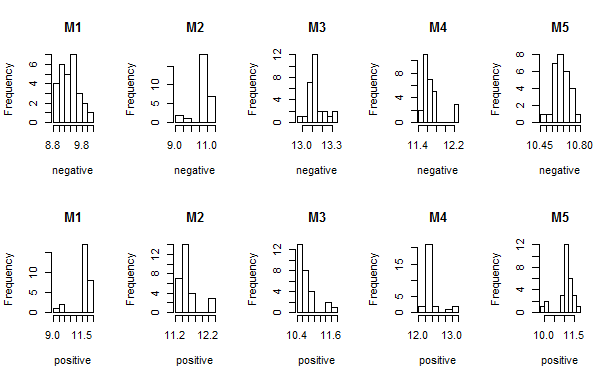 M1 M2 M3 M4 M5
Frequency Frequency Frequency Frequency Frequency
0 2 4 6
0 5 10
0 4 8 12
0 4 8
0 2 4 6 8
8.8 9.8 9.0 11.0 13.0 13.3 11.4 12.2 10.45 10.80
negative negative negative negative negative
M1 M2 M3 M4 M5
Frequency Frequency Frequency Frequency Frequency
0 5 10
0 4 8 12
0 4 8 12
0 5 10 15
0 4 8 12
9.0 11.5 11.2 12.2 10.4 11.6 12.0 13.0 10.0 11.5
positive positive positive positive positive